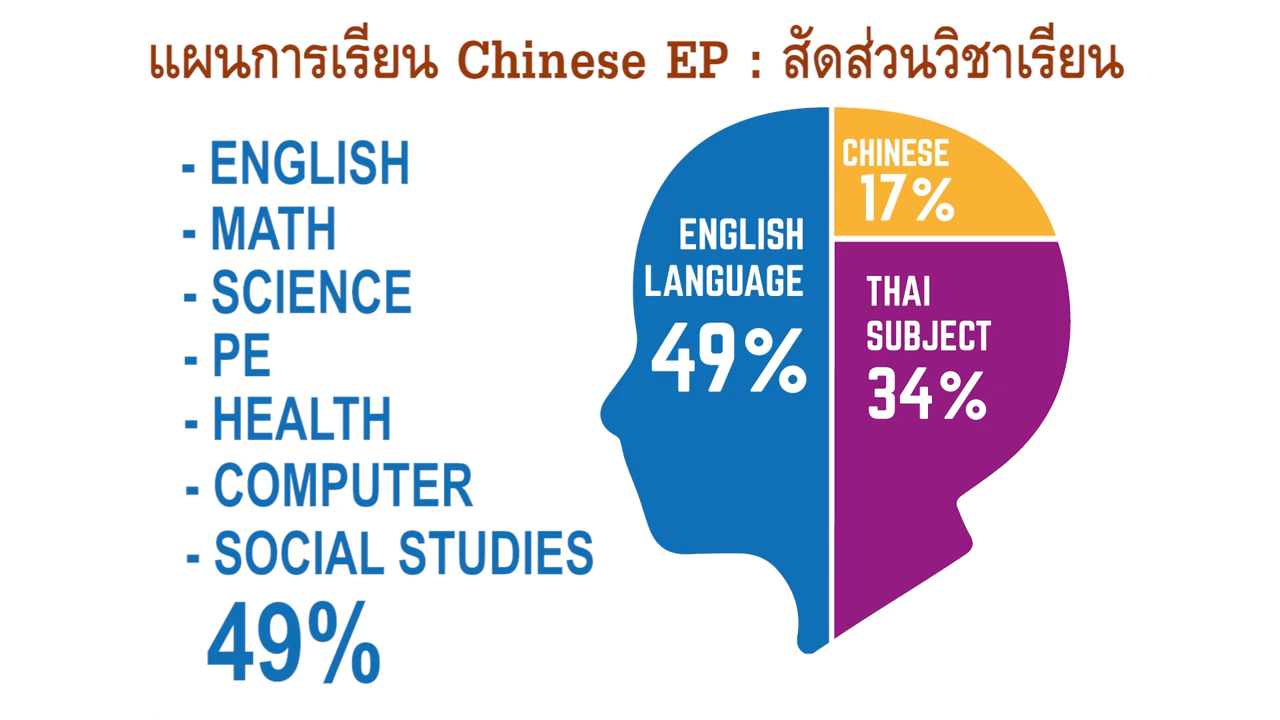 แผนการเรียน Chinese EP : สัดส่วนวิชาเรียน
- ENGLISH
- MATH
- SCIENCE
- PE
- HEALTH
- COMPUTER
- SOCIAL STUDIES
49%
ENGLISH
LANGUAGE
49%
CHINESE
17%
THAI
SUBJECT
34%